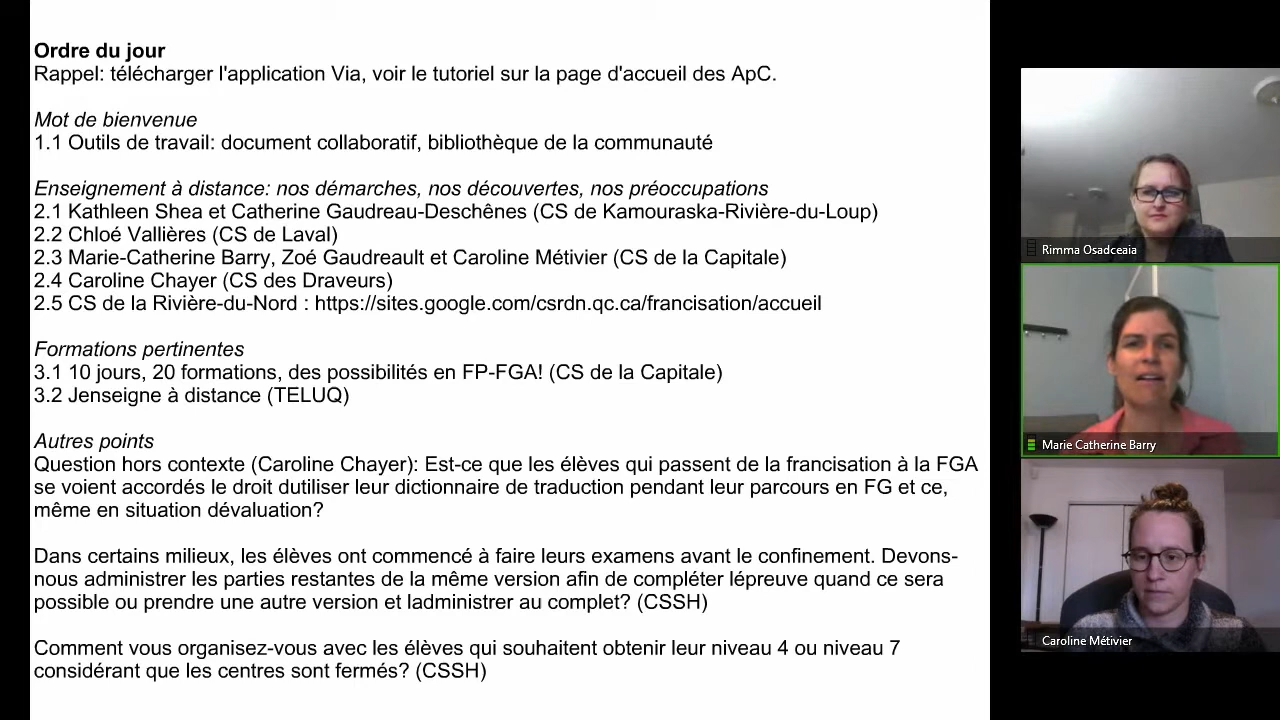 Ordre du jour
Rappel: télécharger l'application Via, voir le tutoriel sur la page d'accueil des ApC.
Mot de bienvenue
1.1 Outils de travail: document collaboratif, bibliothèque de la communauté
Enseignement à distance: nos démarches, nos découvertes, nos préoccupations
2.1 Kathleen Shea et Catherine Gaudreau-Deschênes (CS de Kamouraska-Rivière-du-Loup)
2.2 Chloé Vallières (CS de Laval)
2.3 Marie-Catherine Barry, Zoé Gaudreault et Caroline Métivier (CS de la Capitale)
2.4 Caroline Chayer (CS des Draveurs)
2.5 CS de la Rivière-du-Nord : https://sites.google.com/csrdn.qc.ca/francisation/accueil
Formations pertinentes
3.1 10 jours, 20 formations, des possibilités en FP-FGA! (CS de la Capitale)
3.2 Jenseigne à distance (TELUQ)
Autres points
Question hors contexte (Caroline Chayer): Est-ce que les élèves qui passent de la francisation à la FGA
se voient accordés le droit dutiliser leur dictionnaire de traduction pendant leur parcours en FG et ce,
même en situation dévaluation?
Dans certains milieux, les élèves ont commencé à faire leurs examens avant le confinement. Devons-
nous administrer les parties restantes de la même version afin de compléter lépreuve quand ce sera
possible ou prendre une autre version et ladministrer au complet? (CSSH)
Comment vous organisez-vous avec les élèves qui souhaitent obtenir leur niveau 4 ou niveau 7
considérant que les centres sont fermés? (CSSH)
Rimma Osadceaia
Marie Catherine Barry
Caroline Métivier